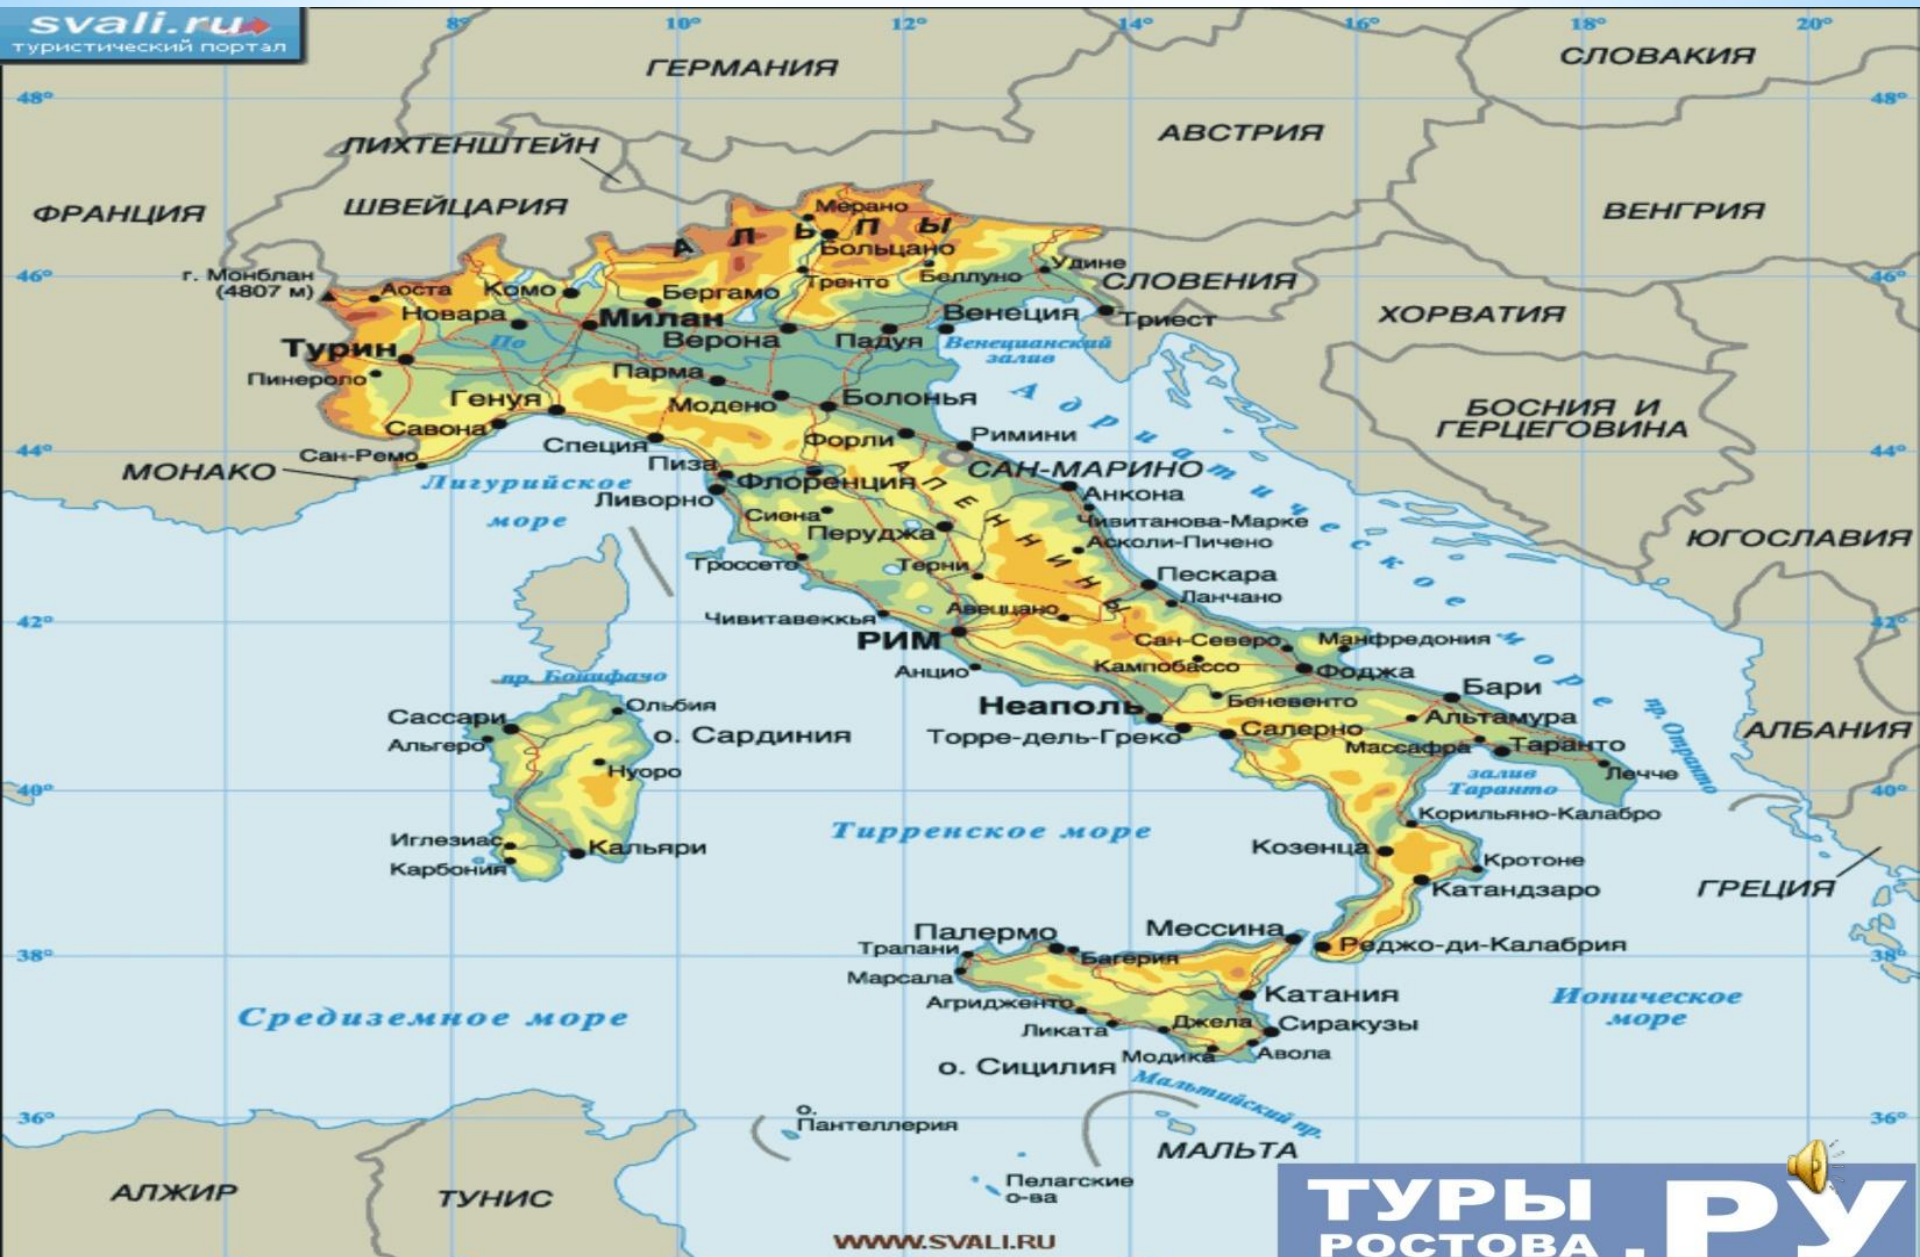 svali.ru
туристический портал
8°
10°
12°
14°
16°
18°
20°
ГЕРМАНИЯ
СЛОВАКИЯ
48°
48°
ЛИХТЕНШТЕЙН
АВСТРИЯ
ФРАНЦИЯ
ШВЕЙЦАРИЯ
ВЕНГРИЯ
Мерано
АЛЬПЫ
Больцано
46°
г. Монблан
(4807 м)
Аоста
Комо
Бергамо
Тренто
Беллуно
Удине
СЛОВЕНИЯ
46°
Новара
Милан
Венеция
Триест
ХОРВАТИЯ
Турин
По
Верона
Падуя
Венецианский
залив
Пинероло
Парма
Генуя
Модено
Болонья
Адриатическое море
БОСНИЯ И
ГЕРЦЕГОВИНА
Савона
Специя
Форли
Римини
44°
44°
МОНАКО
Сан-Ремо
Пиза
АПЕННИНЫ
САН-МАРИНО
Лигурийское
море
Флоренция
Ливорно
Анкона
Сиена
Чивитанова-Марке
Перуджа
Асколи-Пичено
ЮГОСЛАВИЯ
Гроссето
Терни
Пескара
Ланчано
42°
42°
Чивитавеккья
Авеццано
РИМ
Сан-Северо
Манфредония
Анцио
Кампобассо
Фоджа
пр. Бонифачо
Ольбия
Сассари
Альгеро
о. Сардиния
Неаполь
Беневенто
Бари
пр. Отранто
Торре-дель-Греко
Салерно
Альтамура
АЛБАНИЯ
Массафра
Таранто
Нуоро
залив
Таранто
Лечче
40°
40°
Корильяно-Калабро
Тирренское море
Иглезиас
Кальяри
Козенца
Кротоне
Карбония
Катандзаро
ГРЕЦИЯ
Палермо
Мессина
Трапани
Багерия
Реджо-ди-Калабрия
38°
38°
Марсала
Агридженто
Катания
Ионическое
море
Средиземное море
Ликата
Джела
Сиракузы
Модика
Авола
о. Сицилия
Мальтийский пр.
36°
36°
о.
Пантеллерия
МАЛЬТА
АЛЖИР
ТУНИС
Пелагские
о-ва
WWW.SVALI.RU
ТУРЫ
РОСТОВА
.РУ